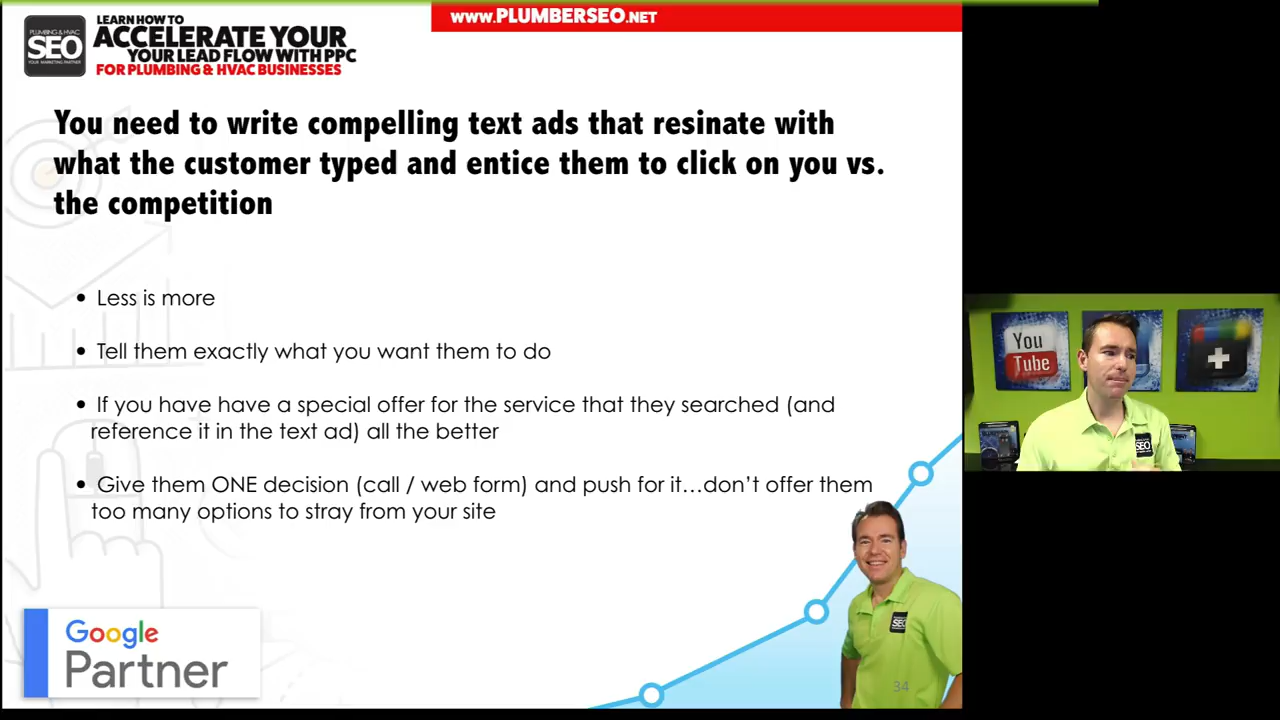 www.PLUMBERSEO.NET
PLUMBING & HVAC
SEO
YOUR MARKETING PARTNER
LEARN HOW TO
ACCELERATE YOUR
YOUR LEAD FLOW WITH PPC
FOR PLUMBING & HVAC BUSINESSES
You need to write compelling text ads that resinate with
what the customer typed and entice them to click on you vs.
the competition
• Less is more
• Tell them exactly what you want them to do
• If you have have a special offer for the service that they searched (and
reference it in the text ad) all the better
• Give them ONE decision (call / web form) and push for it...don't offer them
too many options to stray from your site
You
Tube
SEO
SEO
34
Google
Partner